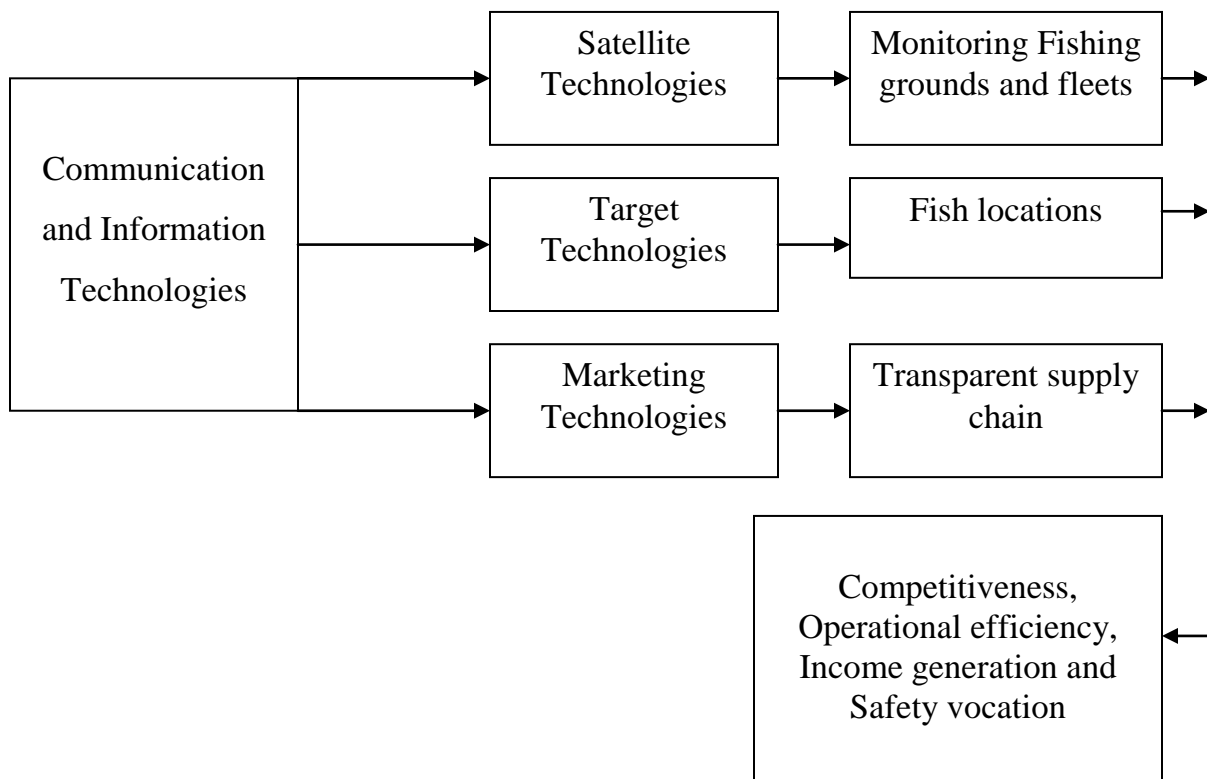 Communication
and Information
Technologies
Satellite
Technologies
Monitoring Fishing
grounds and fleets
Target
Technologies
Fish locations
Marketing
Technologies
Transparent supply
chain
Competitiveness,
Operational efficiency,
Income generation and
Safety vocation